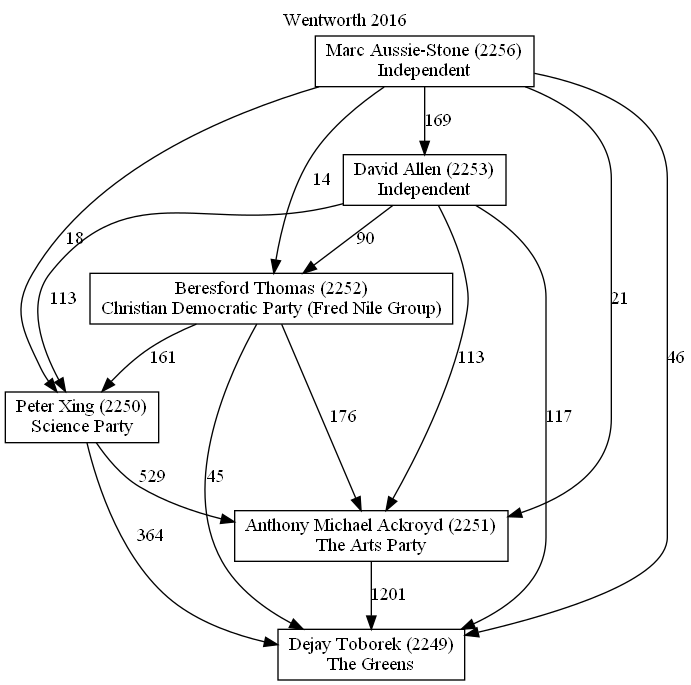 Wentworth 2016
Marc Aussie-Stone (2256)
Independent
169
David Allen (2253)
Independent
14
90
18
113
Beresford Thomas (2252)
Christian Democratic Party (Fred Nile Group)
21
161
113
46
Peter Xing (2250)
Science Party
176
117
529
45
Anthony Michael Ackroyd (2251)
The Arts Party
364
1201
Dejay Toborek (2249)
The Greens